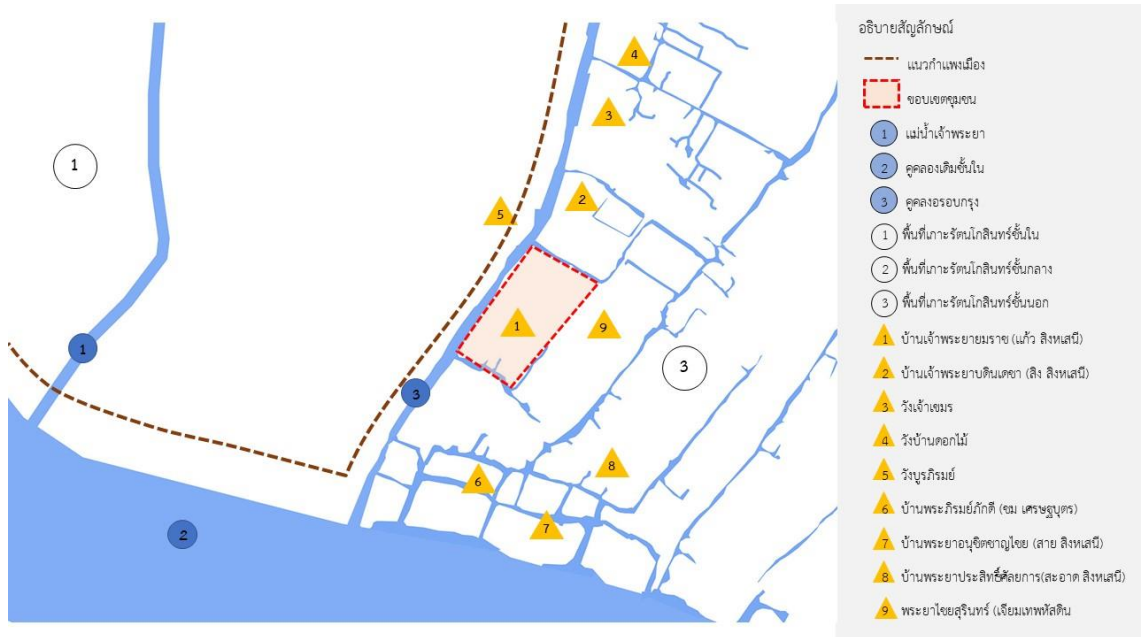 4
3
1
2
5
1
9
3
1
3
8
6
7
2
อธิบายสัญลักษณ์
แนวกำแพงเมือง
ขอบเขตชุมชน
1 แม่น้ำเจ้าพระยา
2 คูคลองเดิมชั้นใน
3 คูคลงอรอบกรุง
1 พื้นที่เกาะรัตนโกสินทร์ชั้นใน
2 พื้นที่เกาะรัตนโกสินทร์ชั้นกลาง
3 พื้นที่เกาะรัตนโกสินทร์ชั้นนอก
1 บ้านเจ้าพระยายมราช (แก้ว สิงหเสนี)
2 บ้านเจ้าพระยาบดินเดชา (สิง สิงหเสนี)
3 วังเจ้าเขมร
4 วังบ้านดอกไม้
5 วังบูรภิรมย์
6 บ้านพระภิรมย์ภักดี (ชม เศรษฐบุตร)
7 บ้านพระยาอนุชิตชาญไชย (สาย สิงหเสนี)
8 บ้านพระยาประสิทธิ์ศัลยการ(สะอาด สิงหเสนี)
9 พระยาไชยสุรินทร์ (เจียมเทพหัสดิน